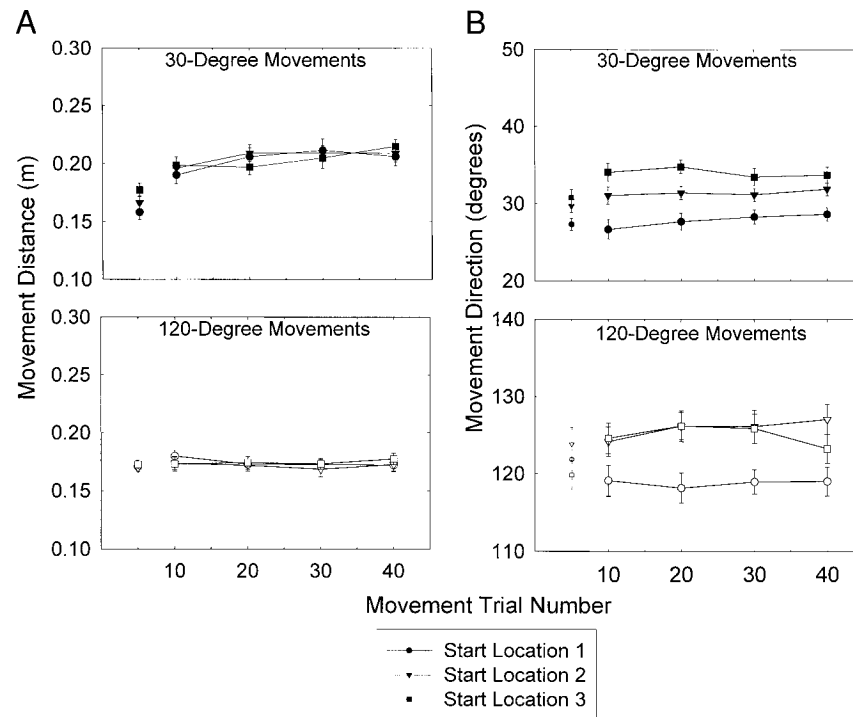 A
B
30-Degree Movements
0.30
0.25
0.20
0.15
0.10
Movement Distance (m)
120-Degree Movements
0.30
0.25
0.20
0.15
0.10
10
20
30
40
30-Degree Movements
50
40
30
20
Movement Direction (degrees)
120-Degree Movements
140
130
120
110
10
20
30
40
Movement Trial Number
Start Location 1
Start Location 2
Start Location 3